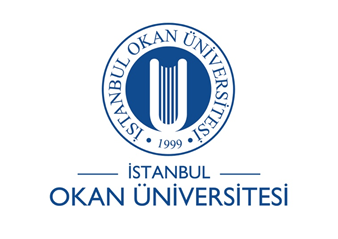 İSTANBUL OKAN ÜNİVERSİTESİ
• 1999 •
İSTANBUL
OKAN ÜNİVERSİTESİ